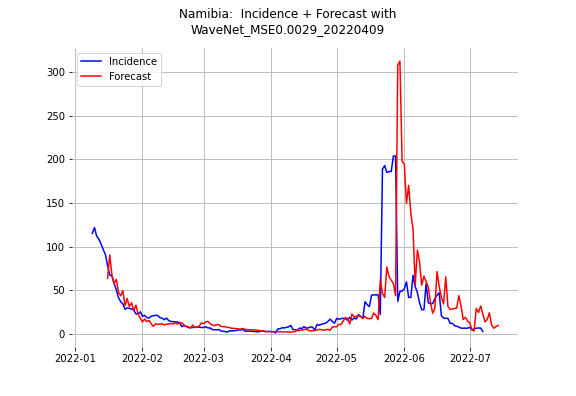 Namibia:  Incidence + Forecast with
WaveNet_MSE0.0029_20220409
Incidence
Forecast
300
250
200
150
100
50
0
2022-01 2022-02 2022-03 2022-04 2022-05 2022-06 2022-07